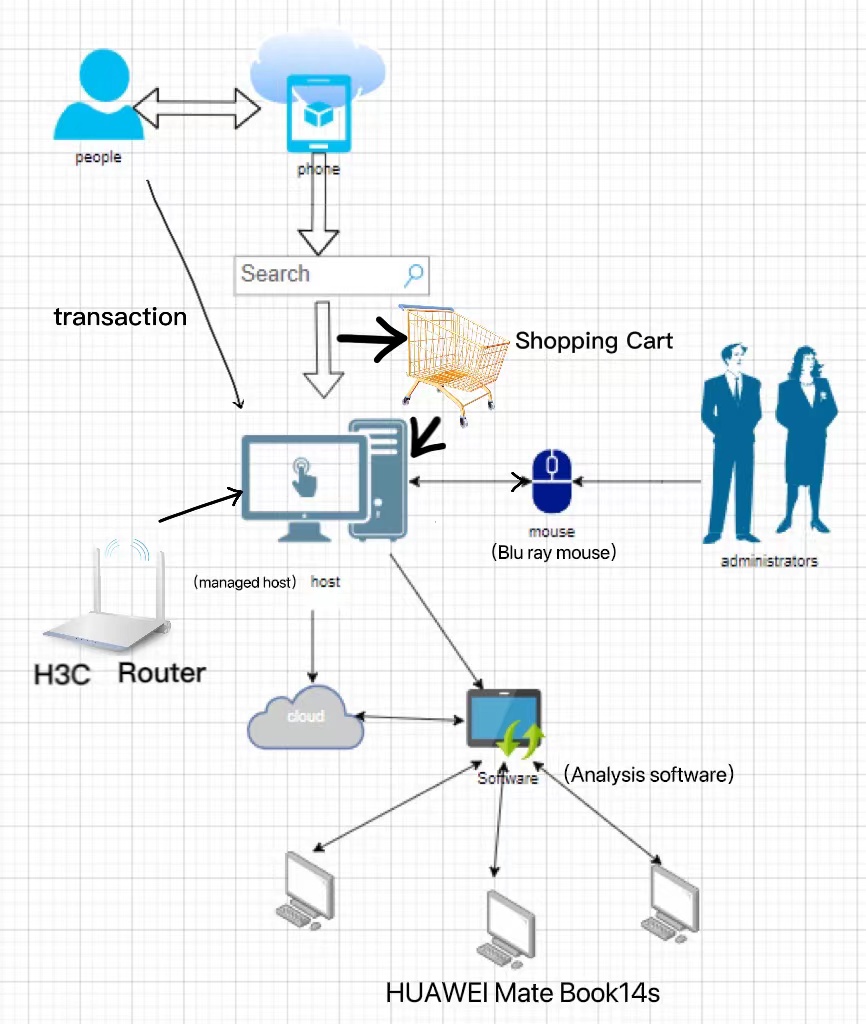 people
phone
Search
transaction
Shopping Cart
mouse
(Blu ray mouse)
administrators
(managed host) host
H3C Router
cloud
Software
(Analysis software)
HUAWEI Mate Book14s